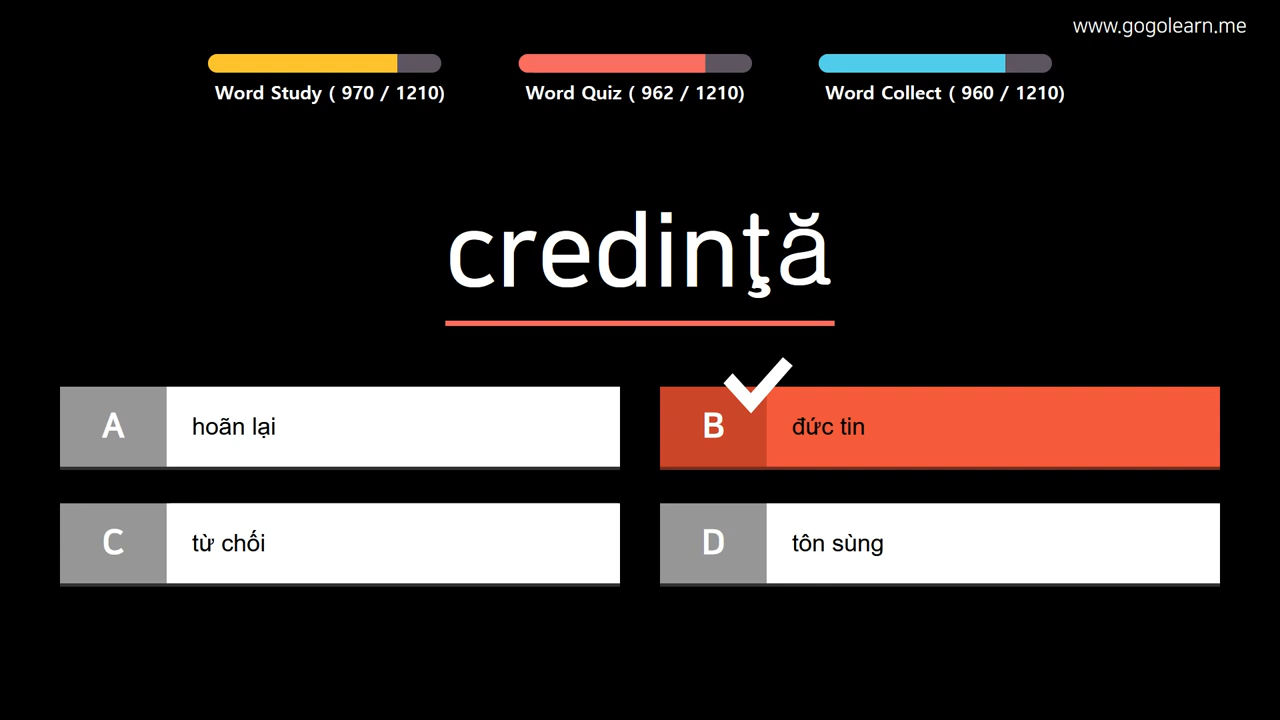 www.gogolearn.me
Word Study ( 970 / 1210)
Word Quiz ( 962 / 1210)
Word Collect ( 960 / 1210)
credinţă
A
hoãn lại
B
đức tin
C
từ chối
D
tôn sùng